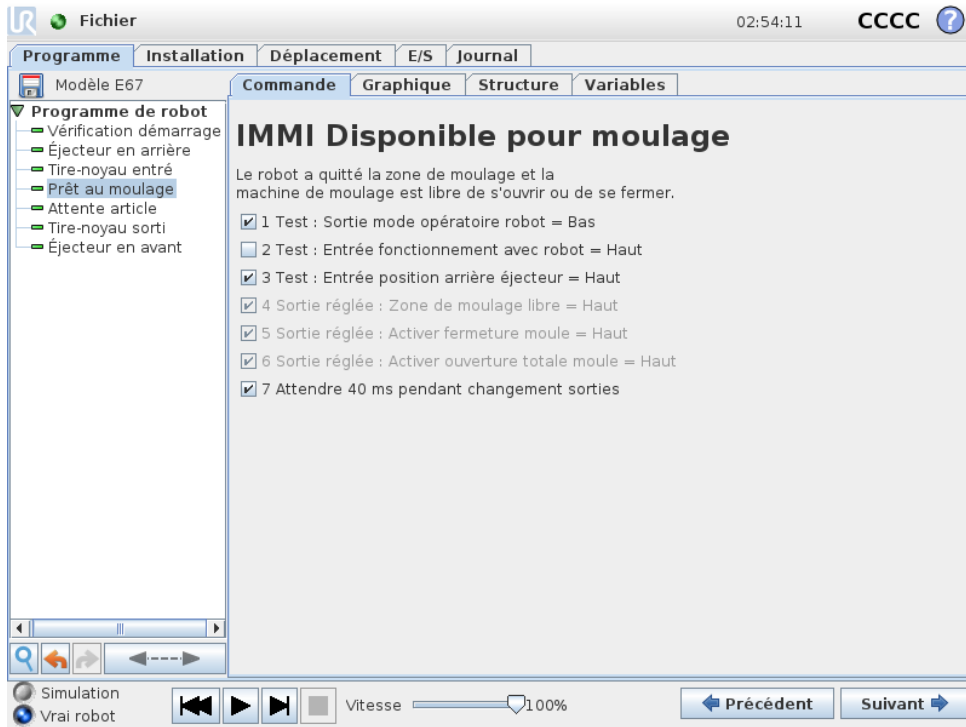 UR Fichier 02:54:11 CCCC ?
Programme Installation Déplacement E/S Journal
Modèle E67
Commande Graphique Structure Variables
Programme de robot
Vérification démarrage
Éjecteur en arrière
Tire-noyau entré
Prêt au moulage
Attente article
Tire-noyau sorti
Éjecteur en avant
IMMI Disponible pour moulage
Le robot a quitté la zone de moulage et la
machine de moulage est libre de s'ouvrir ou de se fermer.
1 Test : Sortie mode opératoire robot = Bas
2 Test : Entrée fonctionnement avec robot = Haut
3 Test : Entrée position arrière éjecteur = Haut
4 Sortie réglée : Zone de moulage libre = Haut
5 Sortie réglée : Activer fermeture moule = Haut
6 Sortie réglée : Activer ouverture totale moule = Haut
7 Attendre 40 ms pendant changement sorties
Simulation
Vrai robot
Vitesse 100%
Précédent Suivant